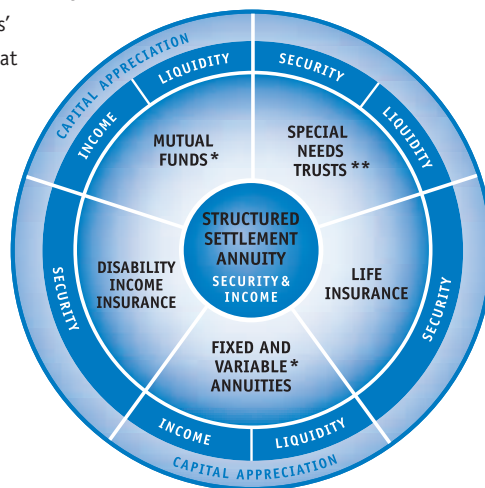 s’
at
CAPITAL APPRECIATION
INCOME
LIQUIDITY
SECURITY
LIQUIDITY
MUTUAL
FUNDS *
SPECIAL
NEEDS
TRUSTS **
STRUCTURED
SETTLEMENT
ANNUITY
SECURITY &
INCOME
DISABILITY
INCOME
INSURANCE
LIFE
INSURANCE
SECURITY
SECURITY
FIXED AND
VARIABLE *
ANNUITIES
INCOME
LIQUIDITY
CAPITAL APPRECIATION